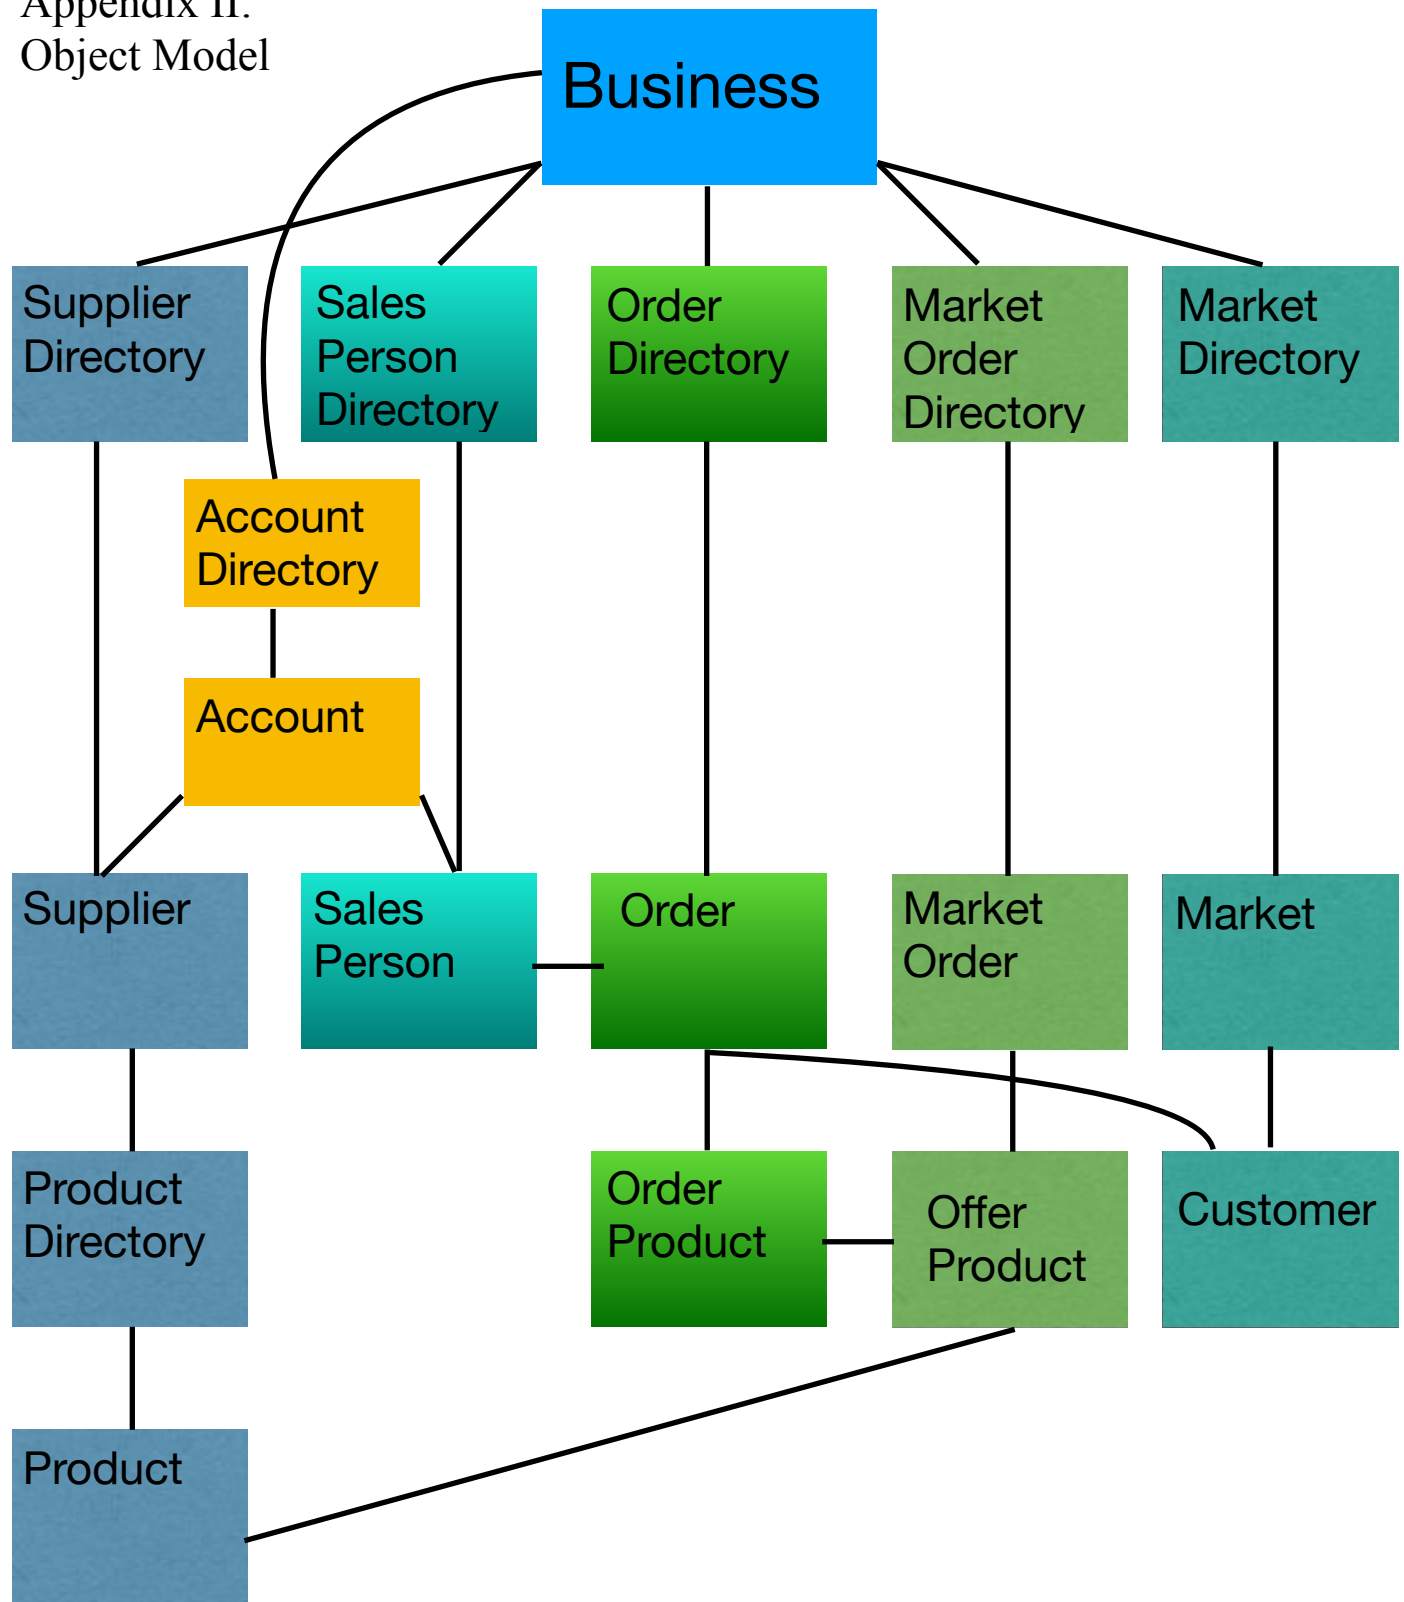 Appendix II:
Object Model
Business
Supplier
Directory
Sales
Person
Directory
Order
Directory
Market
Order
Directory
Market
Directory
Account
Directory
Account
Supplier
Sales
Person
Order
Market
Order
Market
Product
Directory
Order
Product
Offer
Product
Customer
Product